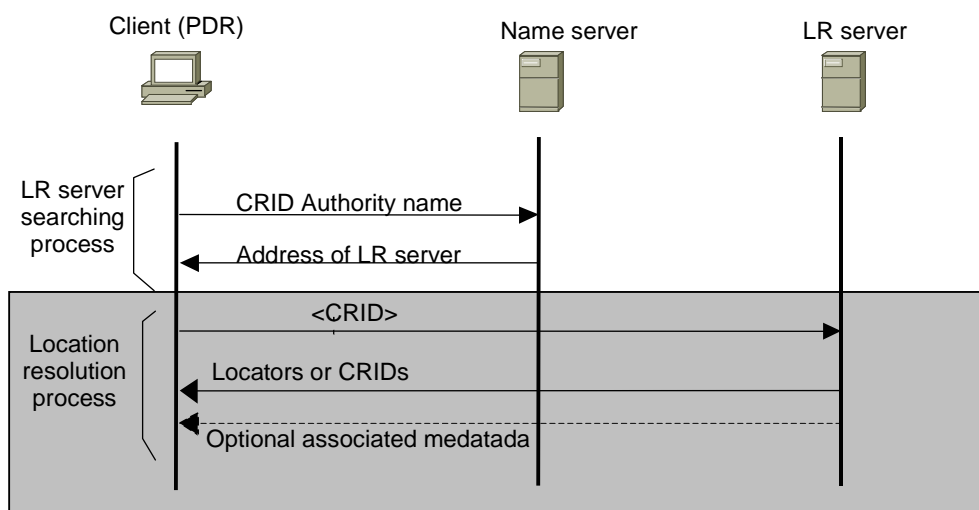 Client (PDR)
Name server
LR server
LR server
searching
process
CRID Authority name
Address of LR server
<CRID>
Location
resolution
process
Locators or CRIDs
Optional associated medatada